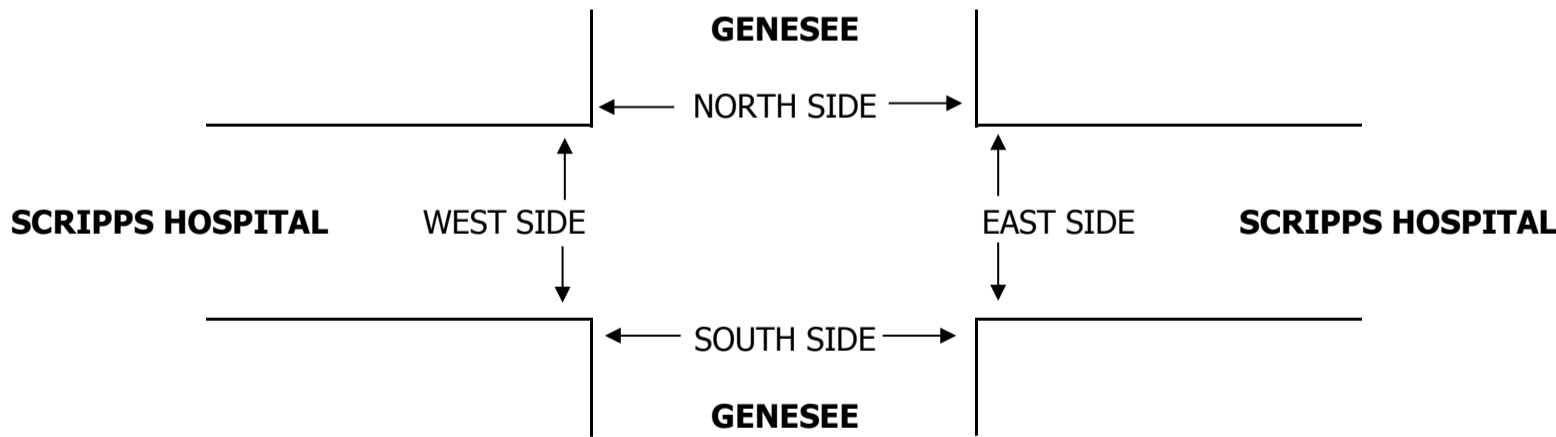 GENESEE
NORTH SIDE
SCRIPPS HOSPITAL WEST SIDE EAST SIDE SCRIPPS HOSPITAL
SOUTH SIDE
GENESEE